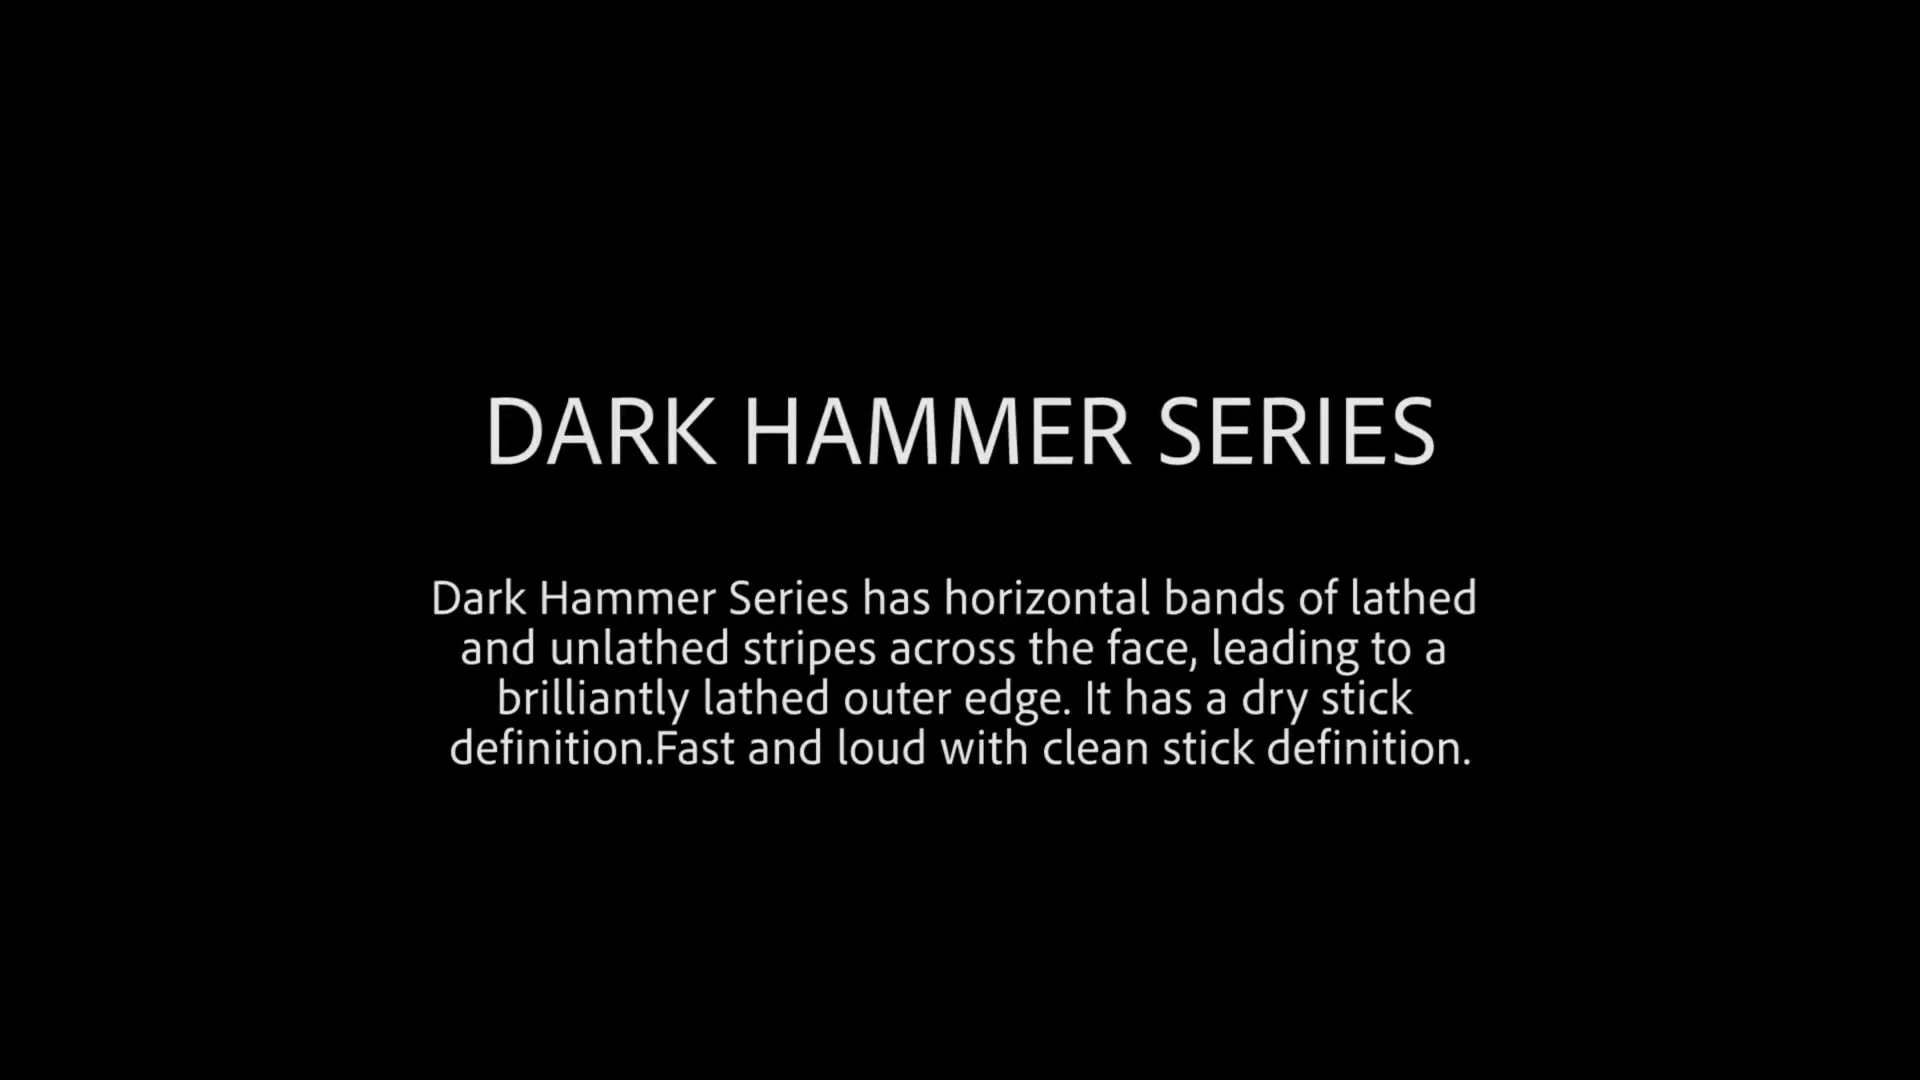 DARK HAMMER SERIES
Dark Hammer Series has horizontal bands of lathed
and unlathed stripes across the face, leading to a
brilliantly lathed outer edge. It has a dry stick
definition.Fast and loud with clean stick definition.